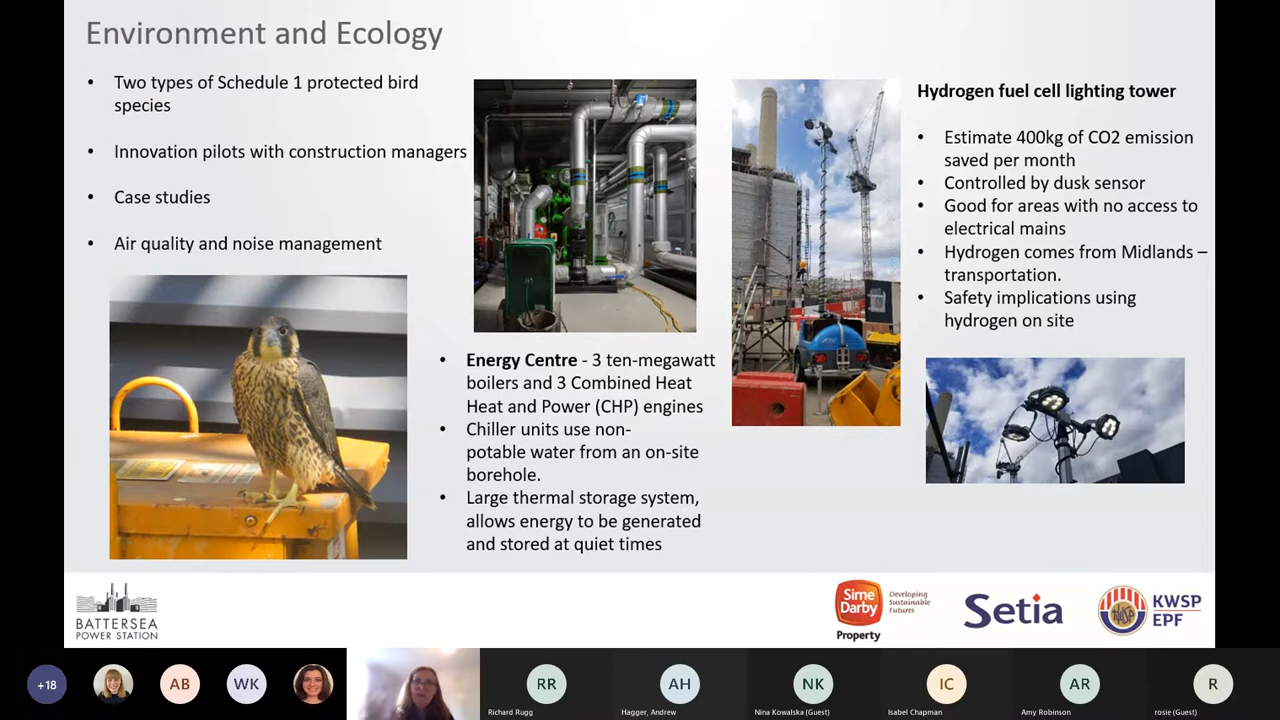 Environment and Ecology
• Two types of Schedule 1 protected bird
species
• Innovation pilots with construction managers
• Case studies
• Air quality and noise management
• Energy Centre - 3 ten-megawatt
boilers and 3 Combined Heat
Heat and Power (CHP) engines
• Chiller units use non-
potable water from an on-site
borehole.
• Large thermal storage system,
allows energy to be generated
and stored at quiet times
Hydrogen fuel cell lighting tower
• Estimate 400kg of CO2 emission
saved per month
• Controlled by dusk sensor
• Good for areas with no access to
electrical mains
• Hydrogen comes from Midlands –
transportation.
• Safety implications using
hydrogen on site
BATTERSEA
POWER STATION
Sime
Darby
Property
Developing
Sustainable
Futures
Setia
KWSP
EPF
+18
AB
WK
RR
Richard Rugg
AH
Hagger, Andrew
NK
Nina Kowalska (Guest)
IC
Isabel Chapman
AR
Amy Robinson
R
rosie (Guest)